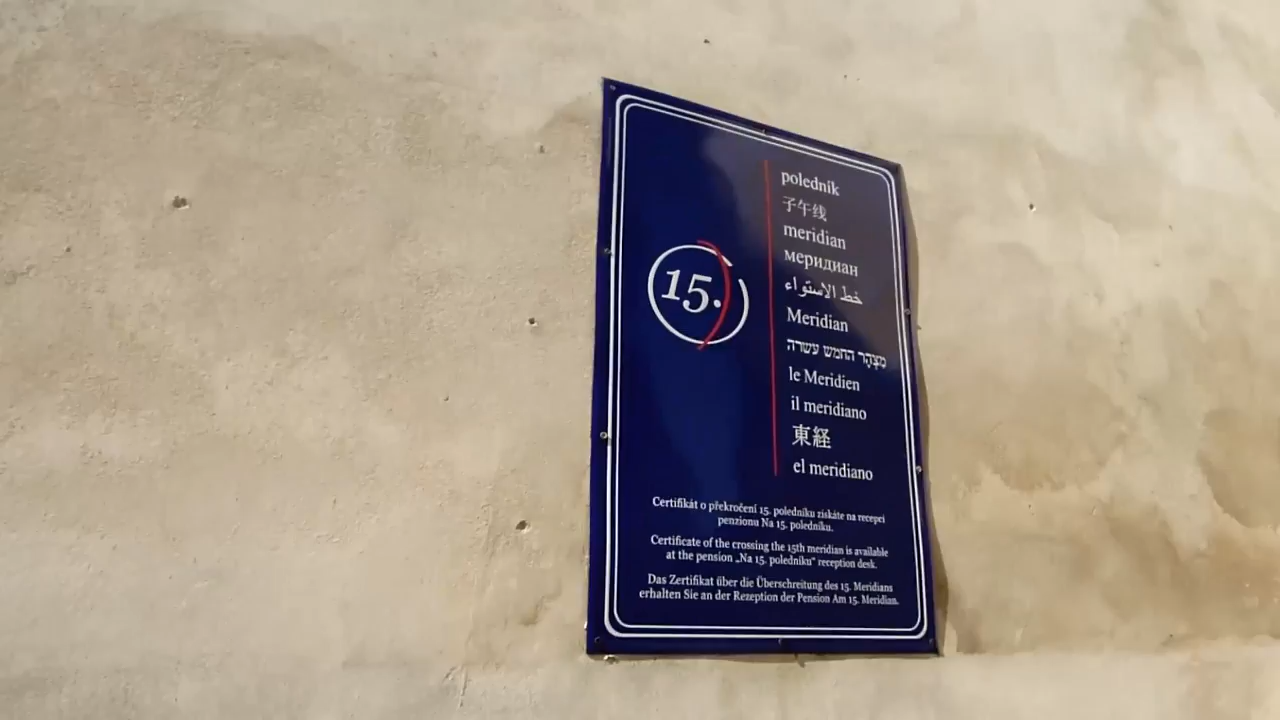 15.
poledník
子午线
meridian
меридиан
خط الاستواء
Meridian
מִצְהָר החמש עשרה
le Meridien
il meridiano
東経
el meridiano
Certifikát o překročení 15. poledníku získáte na recepci
penzionu Na 15. poledníku.
Certificate of the crossing the 15th meridian is available
at the pension „Na 15. poledníku" reception desk.
Das Zertifikat über die Überschreitung des 15. Meridians
erhalten Sie an der Rezeption der Pension Am 15. Meridian.